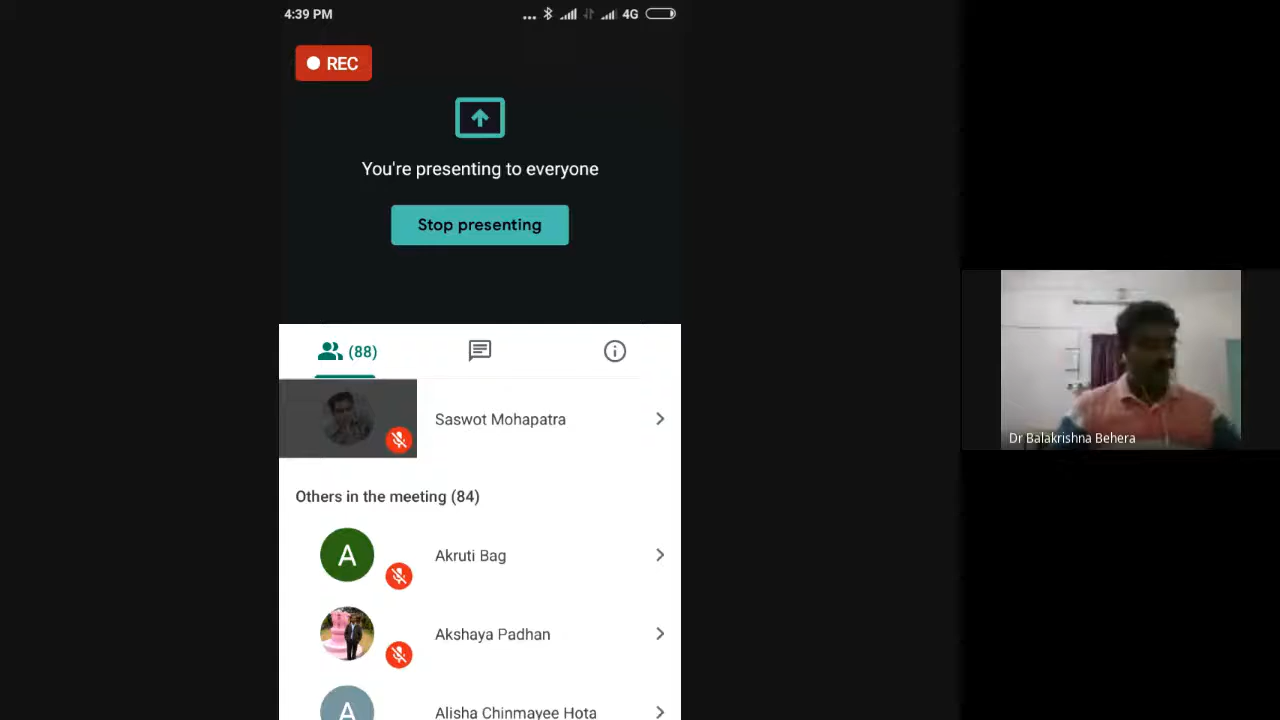 4:39 PM
4G
REC
You're presenting to everyone
Stop presenting
(88)
Saswot Mohapatra
Others in the meeting (84)
A
Akruti Bag
Akshaya Padhan
A
Alisha Chinmayee Hota
Dr Balakrishna Behera